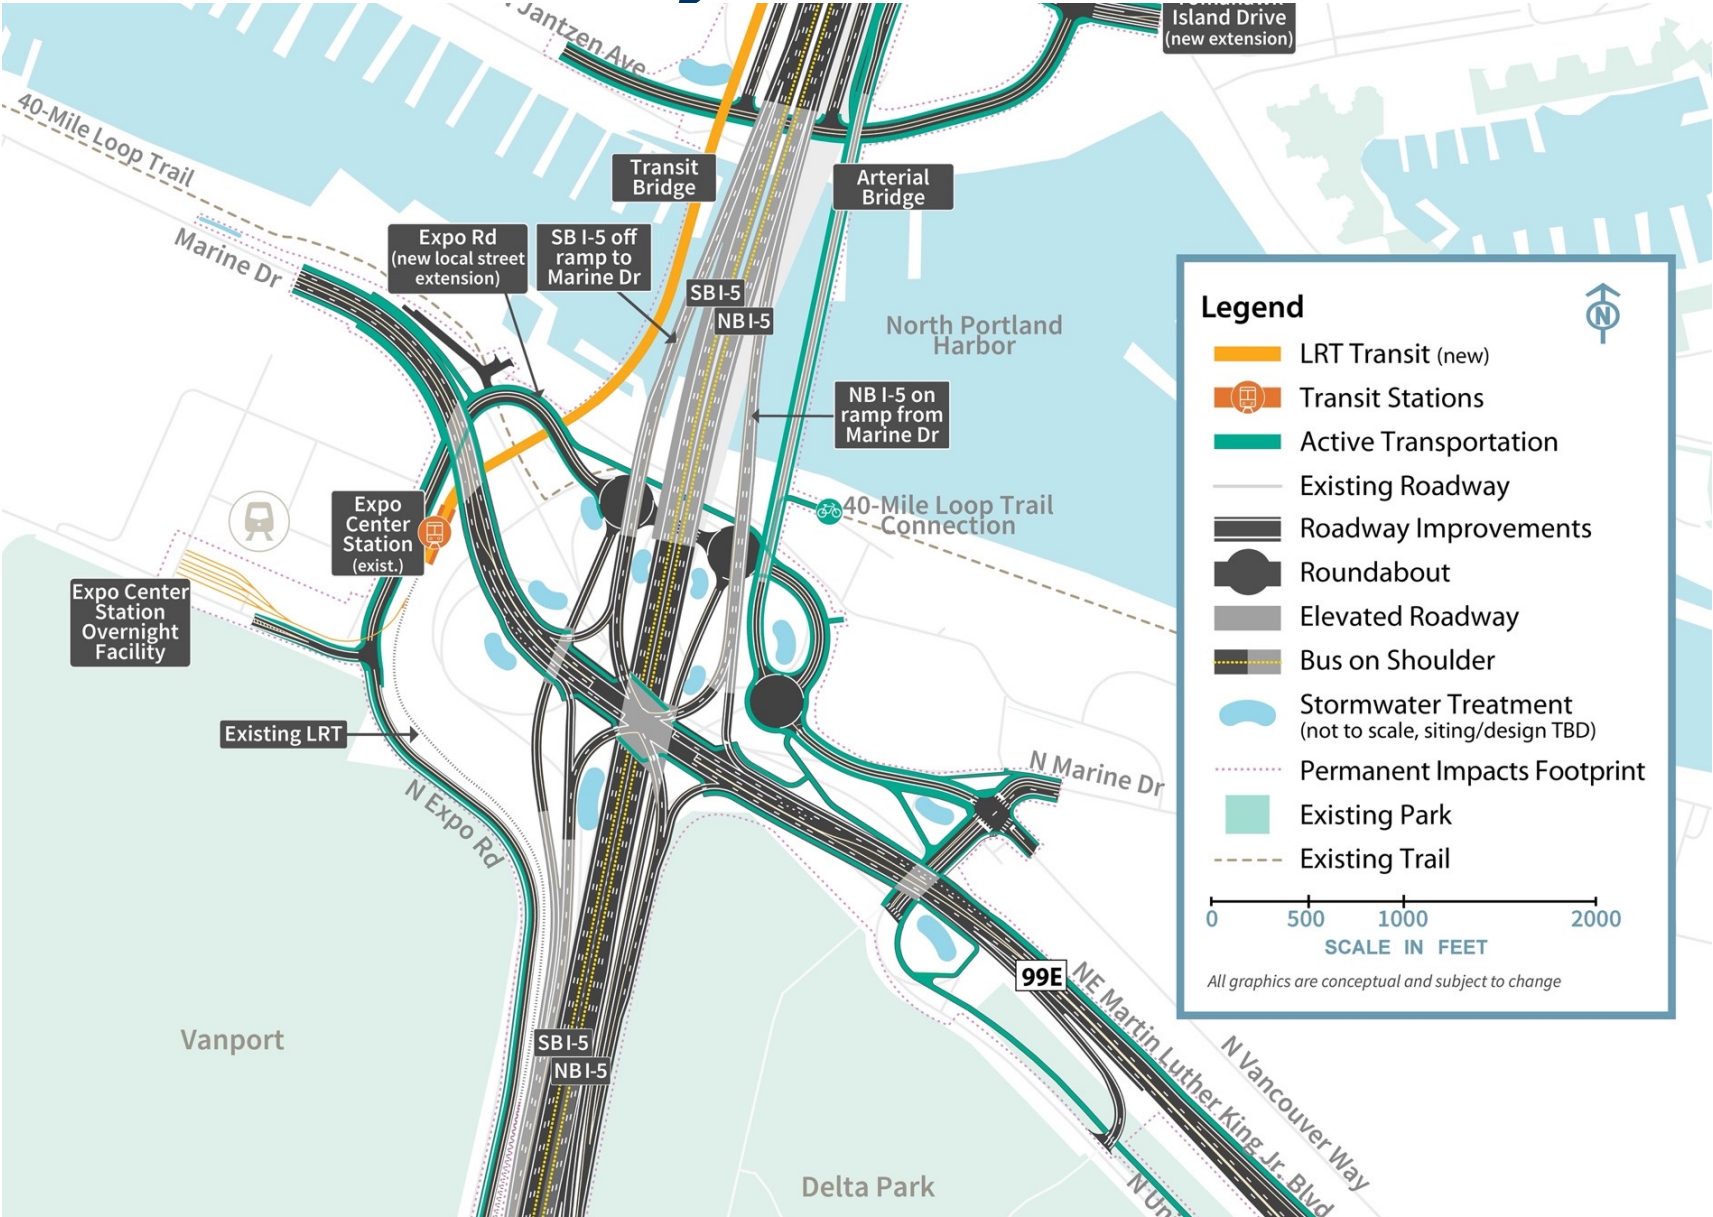 Jantzen Ave
Island Drive
(new extension)
40-Mile Loop Trail
Marine Dr
Transit
Bridge
Arterial
Bridge
Expo Rd
(new local street
extension)
SB I-5 off
ramp to
Marine Dr
SB I-5
NB I-5
North Portland
Harbor
NB I-5 on
ramp from
Marine Dr
40-Mile Loop Trail
Connection
Expo
Center
Station
(exist.)
Expo Center
Station
Overnight
Facility
Existing LRT
N Expo Rd
N Marine Dr
99E
NE Martin Luther King Jr. Blvd
N Vancouver Way
N Un
SB I-5
NB I-5
Vanport
Delta Park
Legend
N
LRT Transit (new)
Transit Stations
Active Transportation
Existing Roadway
Roadway Improvements
Roundabout
Elevated Roadway
Bus on Shoulder
Stormwater Treatment
(not to scale, siting/design TBD)
Permanent Impacts Footprint
Existing Park
Existing Trail
0 500 1000 2000
SCALE IN FEET
All graphics are conceptual and subject to change